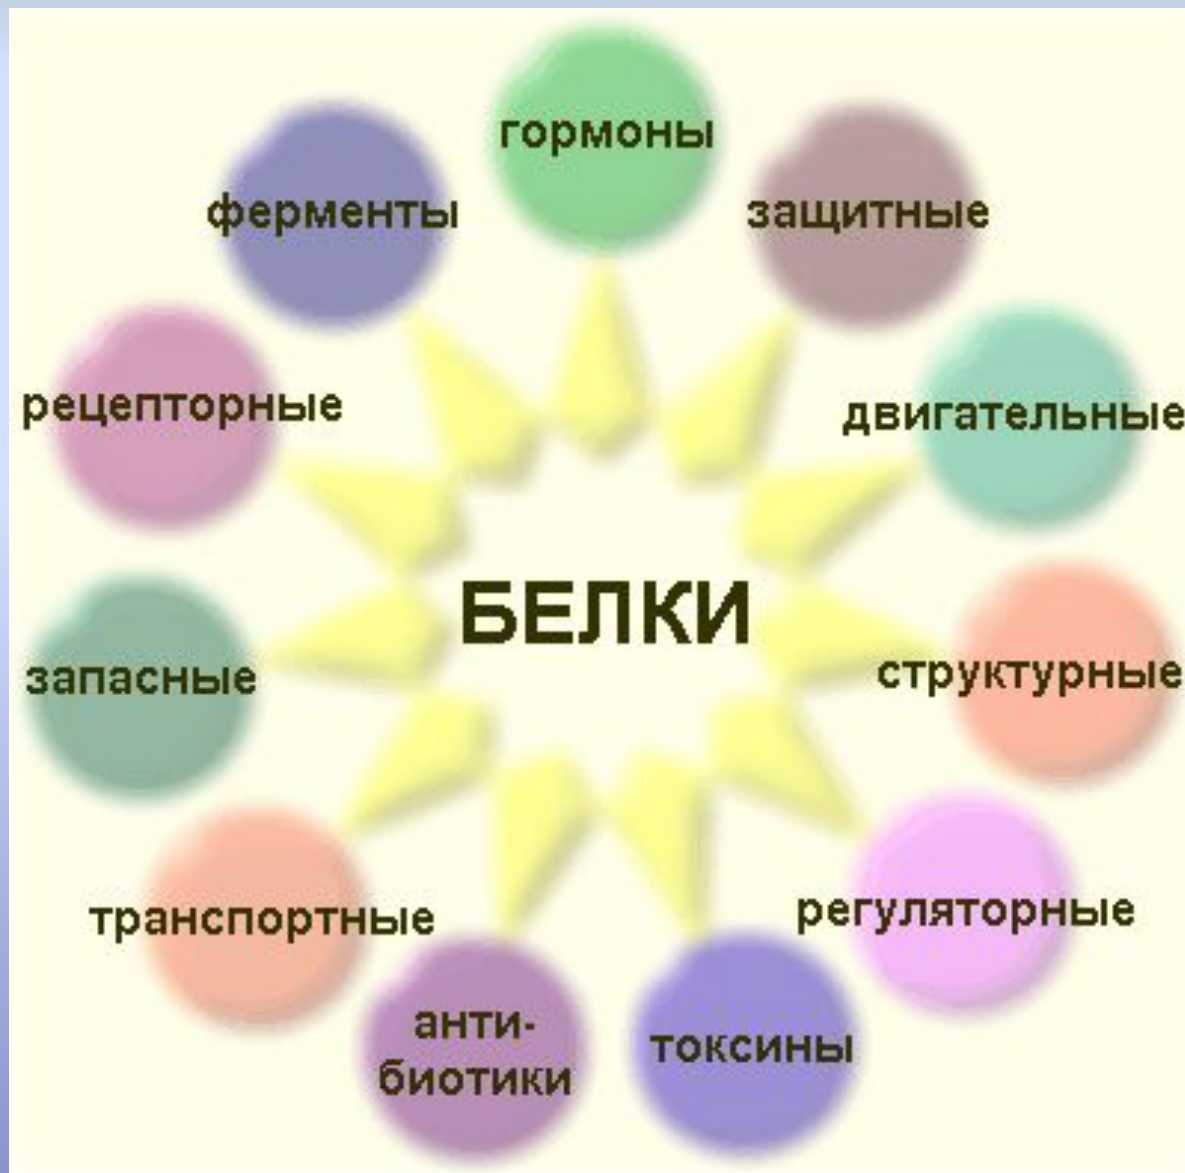 гормоны
ферменты
защитные
рецепторные
двигательные
БЕЛКИ
запасные
структурные
транспортные
регуляторные
анти-
биотики
токсины